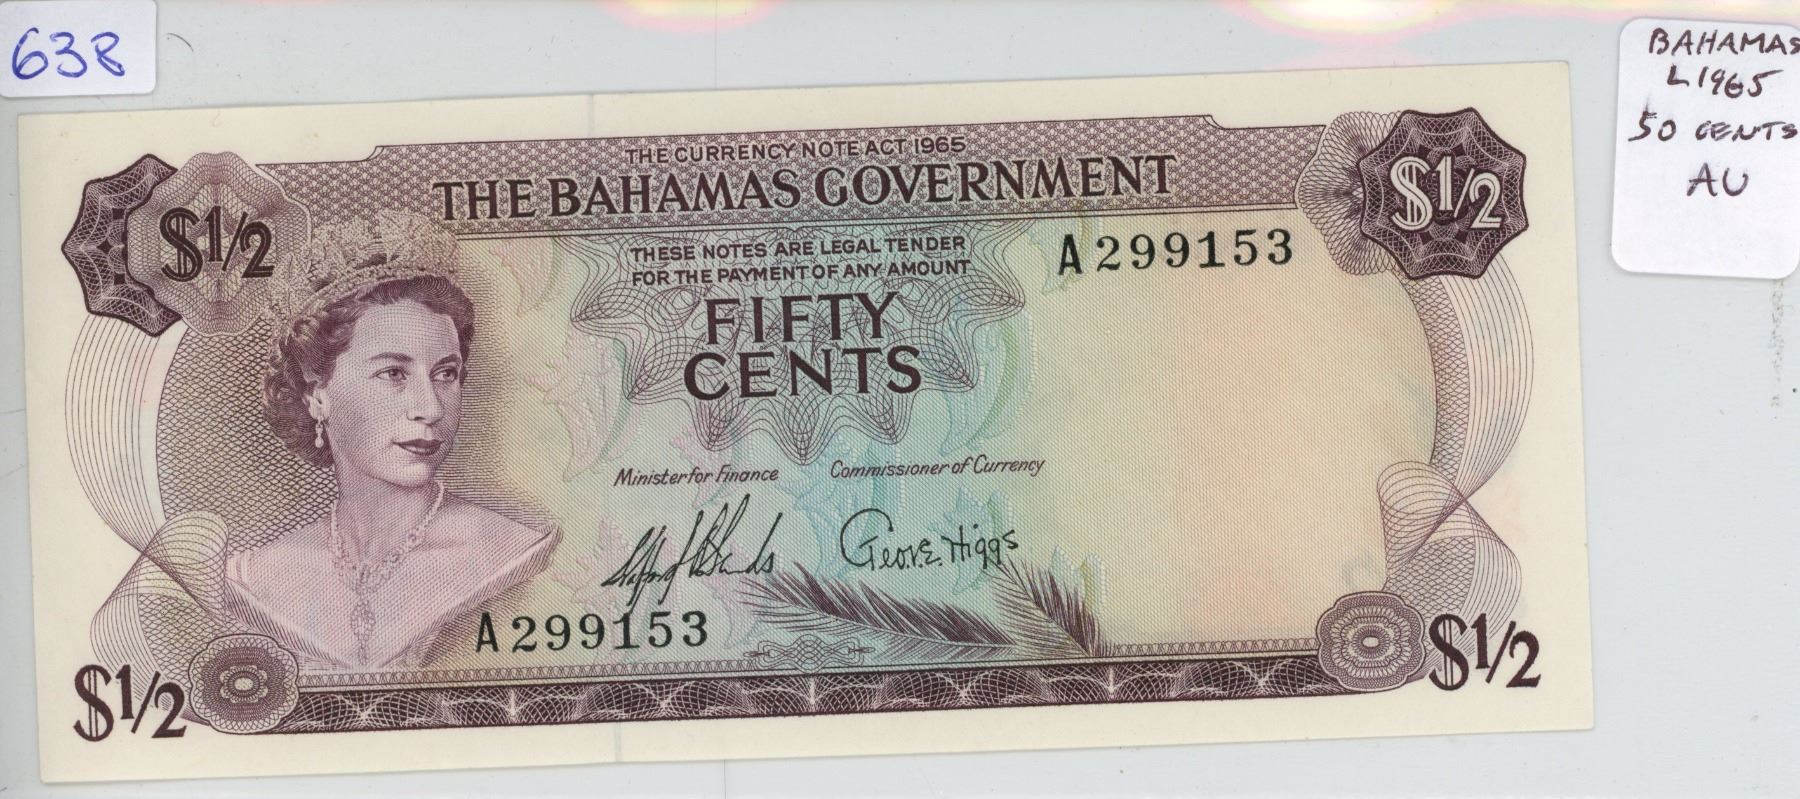 638
BAHAMAS
L1965
50 CENTS
AU
THE CURRENCY NOTE ACT 1965
THE BAHAMAS GOVERNMENT
$1/2
$1/2
THESE NOTES ARE LEGAL TENDER
FOR THE PAYMENT OF ANY AMOUNT
A299153
FIFTY
CENTS
Minister for Finance
Commissioner of Currency
Geo.E. Higgs
A299153
$1/2
$1/2